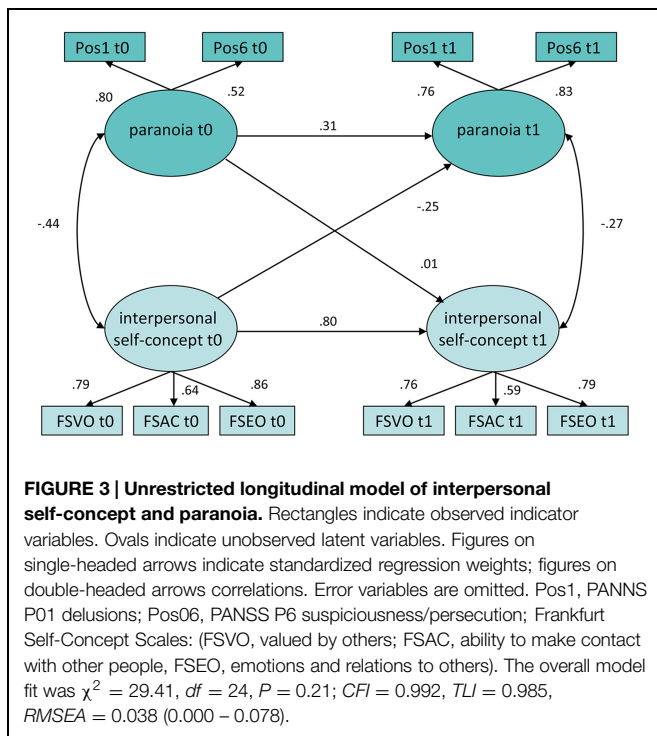 Pos1 t0 Pos6 t0 Pos1 t1 Pos6 t1
.80 .52 .76 .83
paranoia t0 .31 paranoia t1
-.44 -.25 -.27
.01
interpersonal
self-concept t0 .80 interpersonal
self-concept t1
.79 .64 .86 .76 .59 .79
FSVO t0 FSAC t0 FSEO t0 FSVO t1 FSAC t1 FSEO t1
FIGURE 3 | Unrestricted longitudinal model of interpersonal
self-concept and paranoia. Rectangles indicate observed indicator
variables. Ovals indicate unobserved latent variables. Figures on
single-headed arrows indicate standardized regression weights; figures on
double-headed arrows correlations. Error variables are omitted. Pos1, PANNS
P01 delusions; Pos06, PANSS P6 suspiciousness/persecution; Frankfurt
Self-Concept Scales: (FSVO, valued by others; FSAC, ability to make contact
with other people, FSEO, emotions and relations to others). The overall model
fit was χ² = 29.41, df = 24, P = 0.21; CFI = 0.992, TLI = 0.985,
RMSEA = 0.038 (0.000 – 0.078).